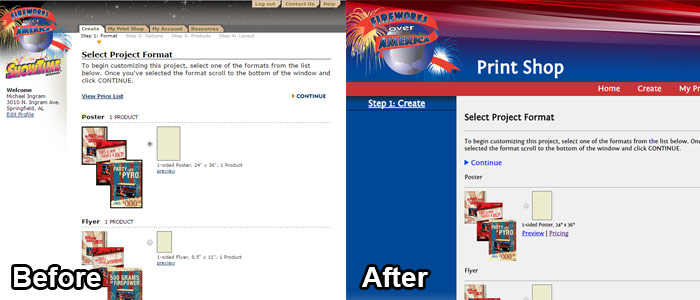 Log out Contact Us Help
FIREWORKS
over
AMERICA
SHOWTIME
Create My Print Shop My Account Resources
Step 1: Format Step 2: Options Step 3: Products Step 4: Layout
Select Project Format
To begin customizing this project, select one of the formats from the list
below. Once you've selected the format scroll to the bottom of the window and
click CONTINUE.
Welcome
Michael Ingram
3010 N. Ingram Ave.
Springfield, AL
Edit Profile
View Price List
CONTINUE
Poster 1 PRODUCT
PARTY LIKE A
PYRO
1-sided Poster, 24" x 36", 1 Product
preview
Flyer 1 PRODUCT
500 GRAMS
OF FIREPOWER
1-sided Flyer, 8.5" x 11", 1 Product
preview
Before
FIREWORKS
over
AMERICA
Print Shop
Home Create My P
Step 1: Create
Select Project Format
To begin customizing this project, select one of the formats from the list below. Onc
selected the format scroll to the bottom of the window and click CONTINUE.
Continue
Poster
PARTY LIKE A
PYRO
1-sided Poster, 24" x 36"
Preview | Pricing
Flyer
After